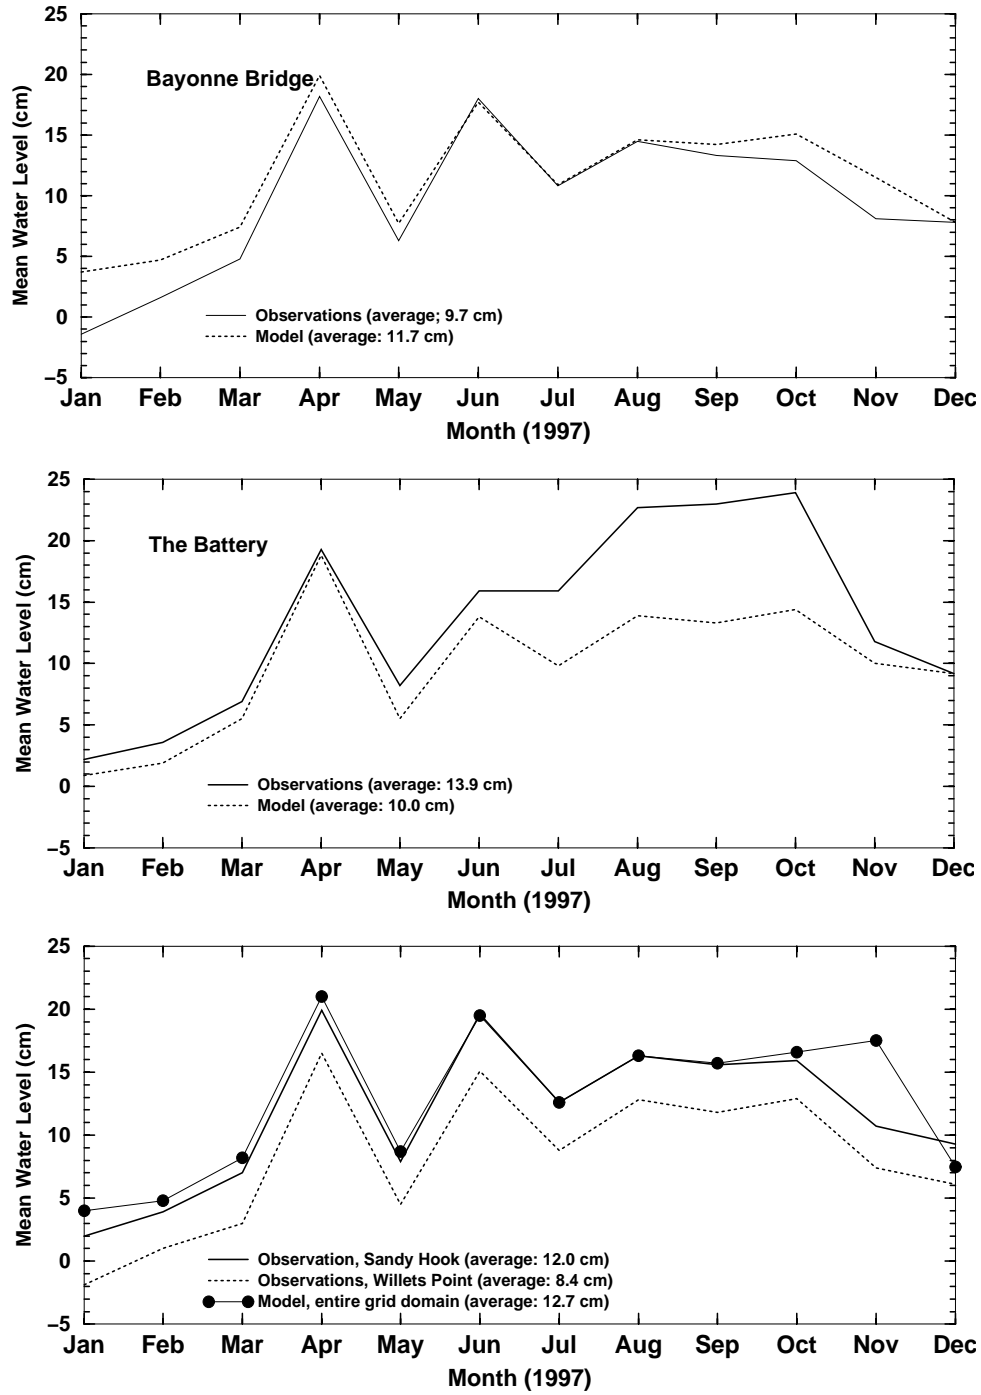 25
20
15
10
5
0
−5
Mean Water Level (cm)
Bayonne Bridge
Observations (average; 9.7 cm)
Model (average: 11.7 cm)
Jan Feb Mar Apr May Jun Jul Aug Sep Oct Nov Dec
Month (1997)
25
20
15
10
5
0
−5
Mean Water Level (cm)
The Battery
Observations (average: 13.9 cm)
Model (average: 10.0 cm)
Jan Feb Mar Apr May Jun Jul Aug Sep Oct Nov Dec
Month (1997)
25
20
15
10
5
0
−5
Mean Water Level (cm)
Observation, Sandy Hook (average: 12.0 cm)
Observations, Willets Point (average: 8.4 cm)
Model, entire grid domain (average: 12.7 cm)
Jan Feb Mar Apr May Jun Jul Aug Sep Oct Nov Dec
Month (1997)